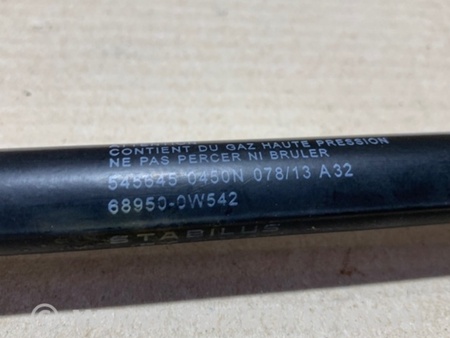 CONTIENT DU GAZ HAUTE PRESSION
NE PAS PERCER NI BRULER
545645 0450N 078/13 A32
68950-0W542
STABILUS